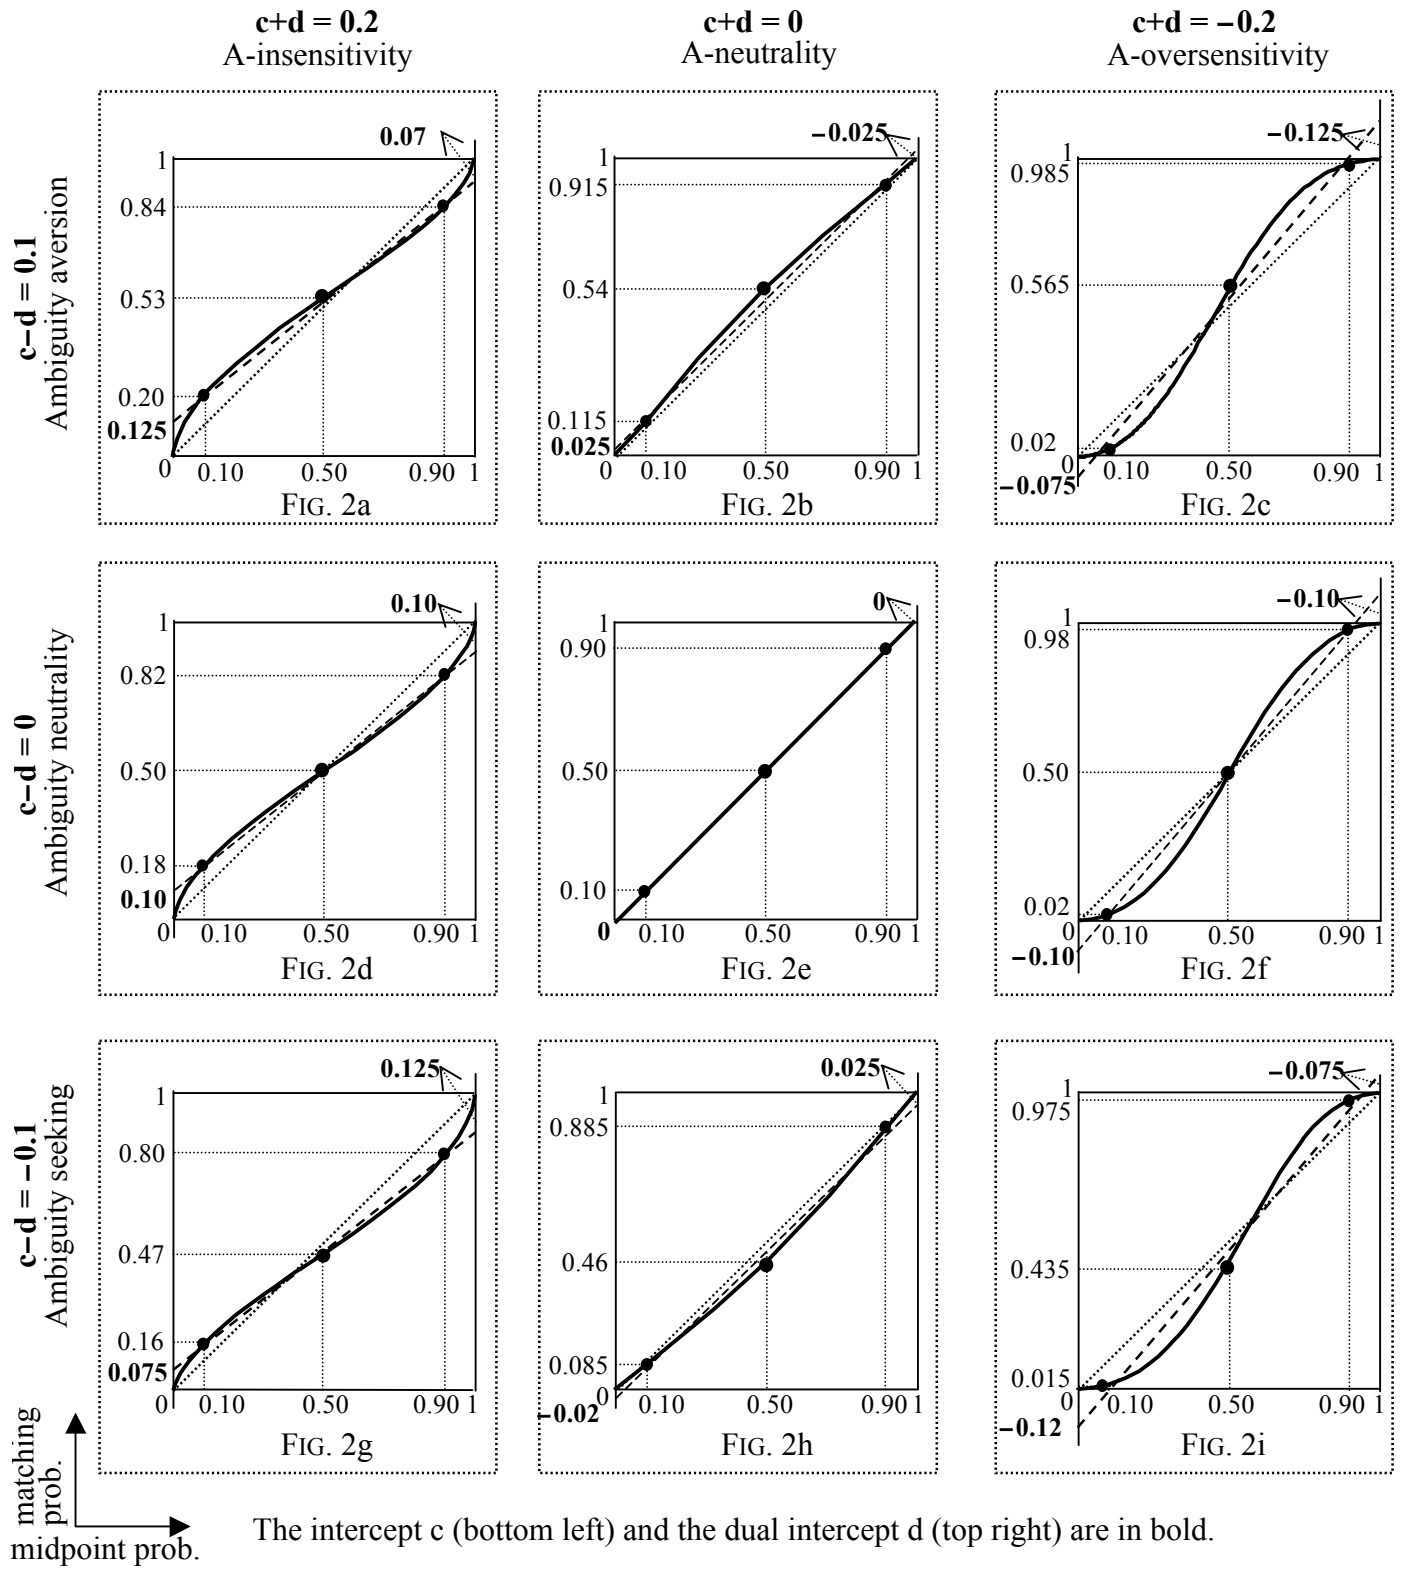 c+d = 0.2
A-insensitivity
c+d = 0
A-neutrality
c+d = −0.2
A-oversensitivity
c−d = 0.1
Ambiguity aversion
0.07
1
0.84
0.53
0.20
0.125
0 0.10 0.50 0.90 1
FIG. 2a
−0.025
1
0.915
0.54
0.115
0.025
0 0.10 0.50 0.90 1
FIG. 2b
−0.125
1
0.985
0.565
0.02
0
−0.075
0.10 0.50 0.90 1
FIG. 2c
c−d = 0
Ambiguity neutrality
0.10
1
0.82
0.50
0.18
0.10
0 0.10 0.50 0.90 1
FIG. 2d
0
1
0.90
0.50
0.10
0
0.10 0.50 0.90 1
FIG. 2e
−0.10
1
0.98
0.50
0.02
0 0.10 0.50 0.90 1
−0.10
FIG. 2f
c−d = −0.1
Ambiguity seeking
0.125
1
0.80
0.47
0.16
0.075
0 0.10 0.50 0.90 1
FIG. 2g
0.025
1
0.885
0.46
0.085
0
−0.02
0.10 0.50 0.90 1
FIG. 2h
−0.075
1
0.975
0.435
0.015
0 0.10 0.50 0.90 1
−0.12
FIG. 2i
matching
prob.
midpoint prob.
The intercept c (bottom left) and the dual intercept d (top right) are in bold.